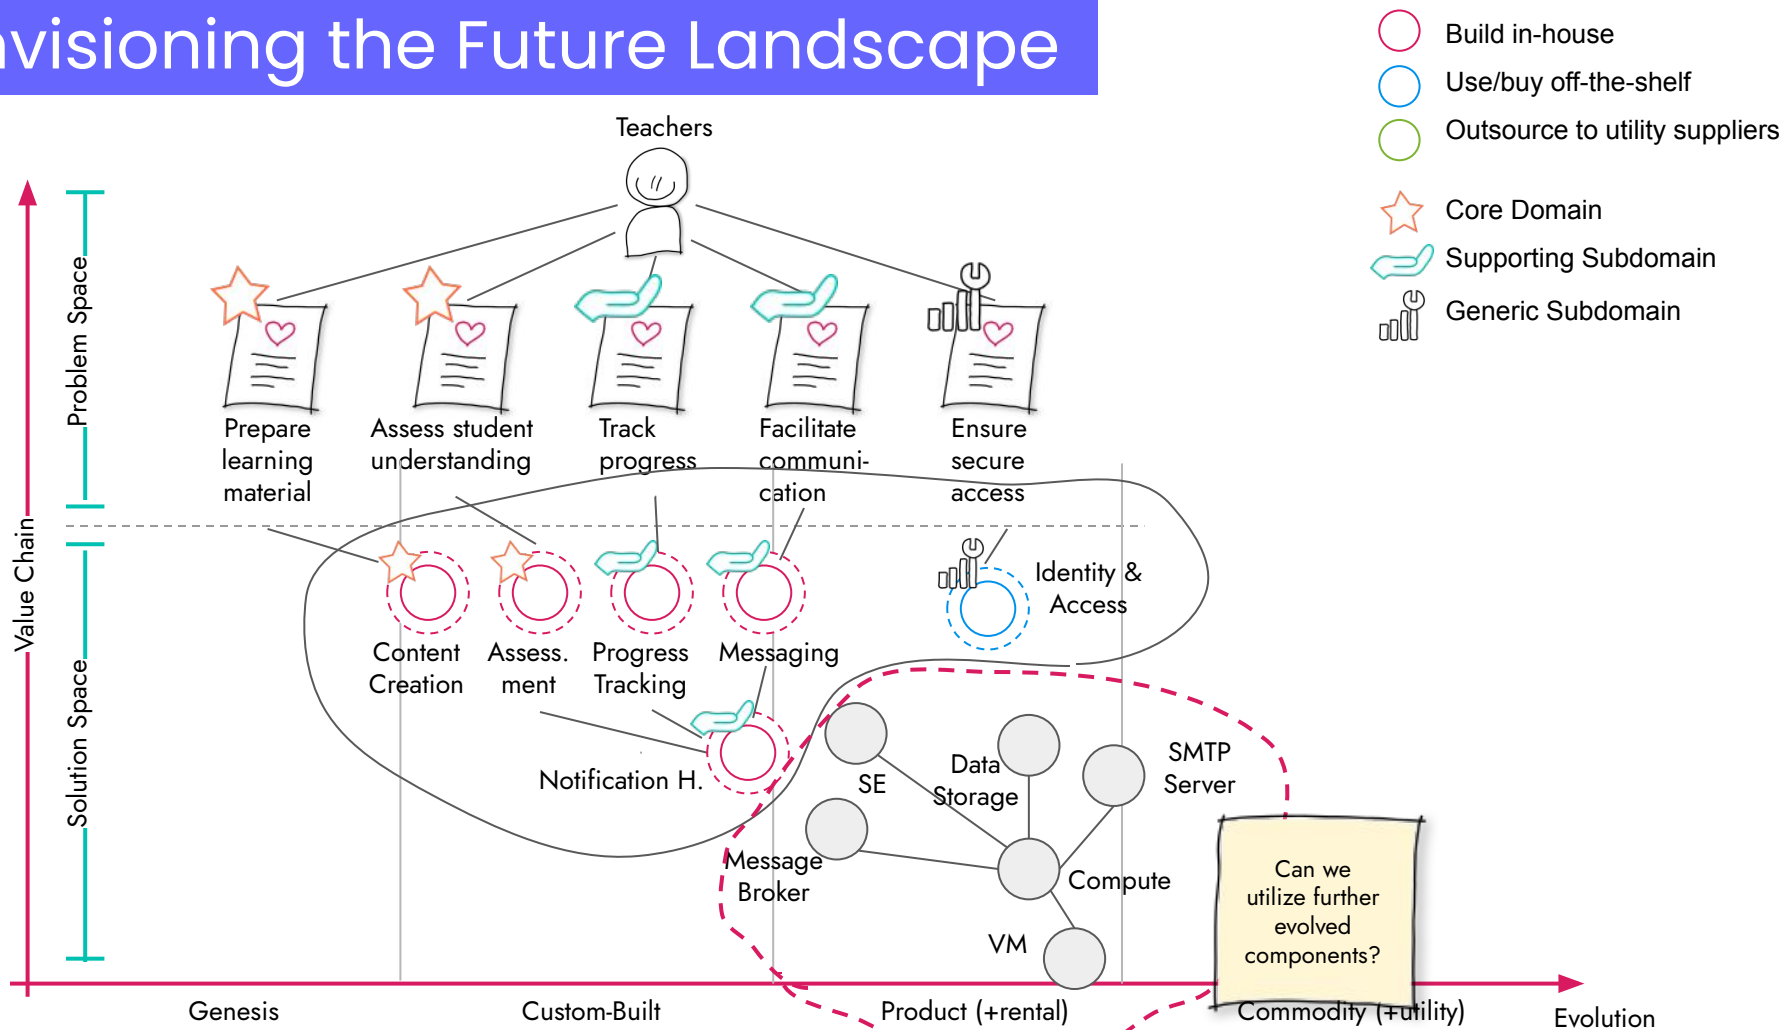 nvisioning the Future Landscape
Build in-house
Use/buy off-the-shelf
Outsource to utility suppliers
Core Domain
Supporting Subdomain
Generic Subdomain
Teachers
Value Chain
Problem Space
Solution Space
Prepare
learning
material
Assess student
understanding
Track
progress
Facilitate
communi-
cation
Ensure
secure
access
Content
Creation
Assess.
ment
Progress
Tracking
Messaging
Identity &
Access
Notification H.
SE
Data
Storage
SMTP
Server
Message
Broker
Compute
VM
Can we
utilize further
evolved
components?
Genesis
Custom-Built
Product (+rental)
Commodity (+utility)
Evolution